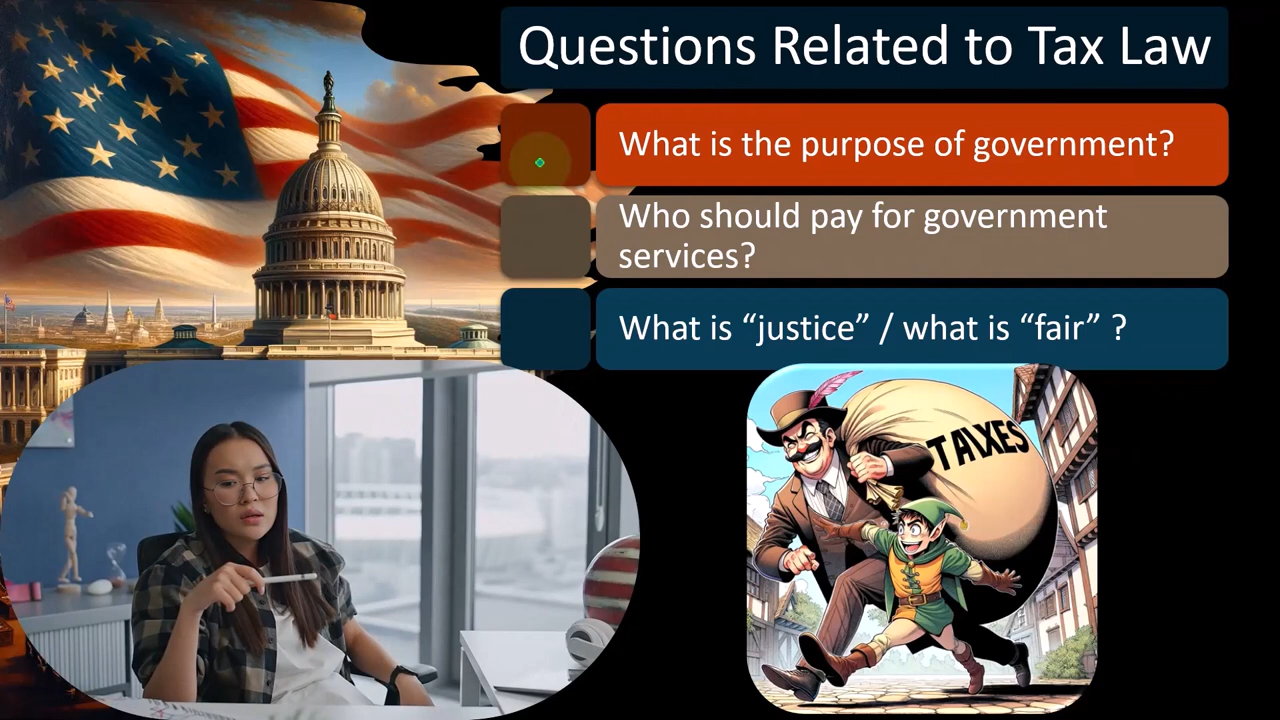 Questions Related to Tax Law
What is the purpose of government?
Who should pay for government
services?
What is “justice” / what is “fair” ?
TAXES